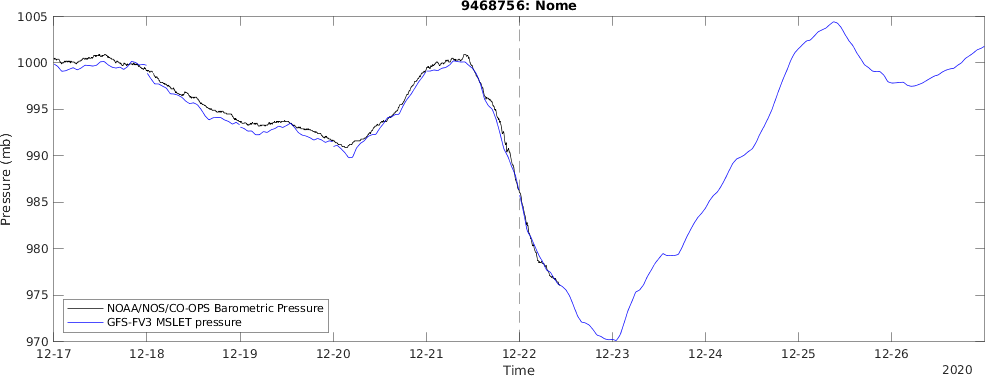 9468756: Nome
1005
1000
995
990
985
980
975
970
Pressure (mb)
NOAA/NOS/CO-OPS Barometric Pressure
GFS-FV3 MSLET pressure
12-17 12-18 12-19 12-20 12-21 12-22 12-23 12-24 12-25 12-26
Time
2020